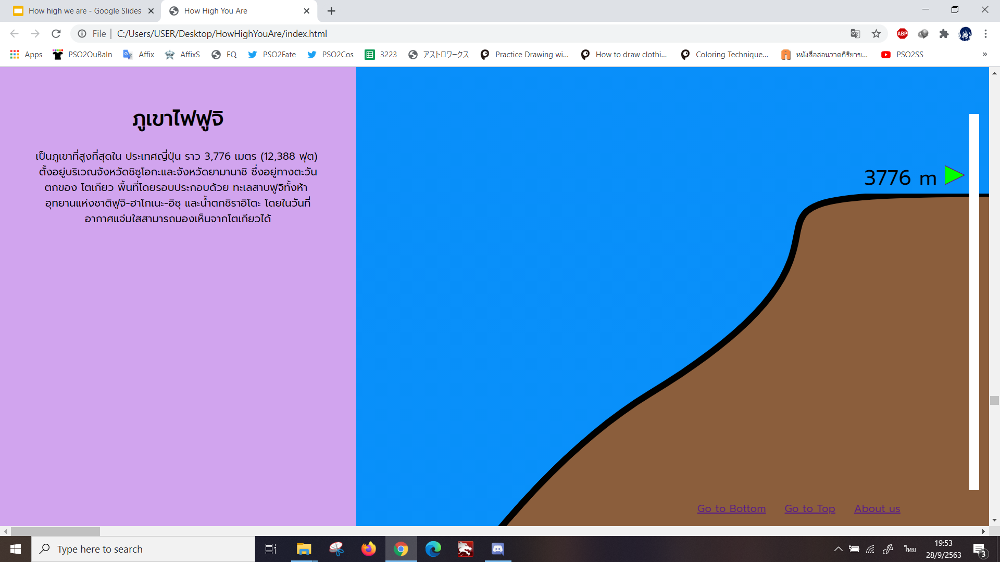 How high we are - Google Slides
How High You Are
File | C:/Users/USER/Desktop/HowHighYouAre/index.html
ABP
Apps PSO2OuBaln Affix AffixS EQ PSO2Fate PSO2Cos 3223 アストロワークス Practice Drawing wi... How to draw clothi... Coloring Technique... หนังสือสอนวาดกิริยาข... PSO2SS »
ภูเขาไฟฟูจิ
เป็นภูเขาที่สูงที่สุดใน ประเทศญี่ปุ่น ราว 3,776 เมตร (12,388 ฟุต)
ตั้งอยู่บริเวณจังหวัดชิซูโอกะและจังหวัดยามานาชิ ซึ่งอยู่ทางตะวัน
ตกของ โตเกียว พื้นที่โดยรอบประกอบด้วย ทะเลสาบฟูจิทั้งห้า
อุทยานแห่งชาติฟูจิ-ฮาโกเนะ-อิซุ และน้ำตกชิราอิโตะ โดยในวันที่
อากาศแจ่มใสสามารถมองเห็นจากโตเกียวได้
3776 m
Go to Bottom Go to Top About us
Type here to search
ไทย
19:53
28/9/2563
3